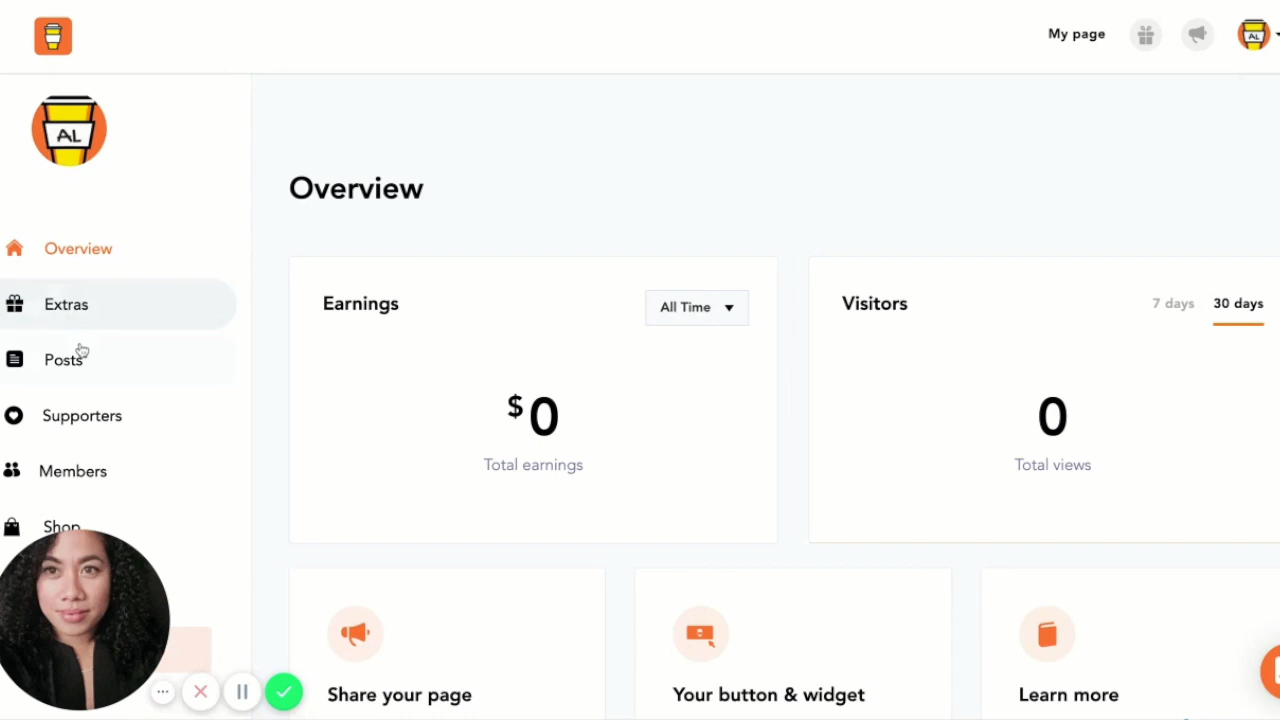 My page
AL
AL
Overview
Extras
Posts
Supporters
Members
Shop
Overview
Earnings
All Time
$0
Total earnings
Visitors
7 days
30 days
0
Total views
Share your page
Your button & widget
Learn more